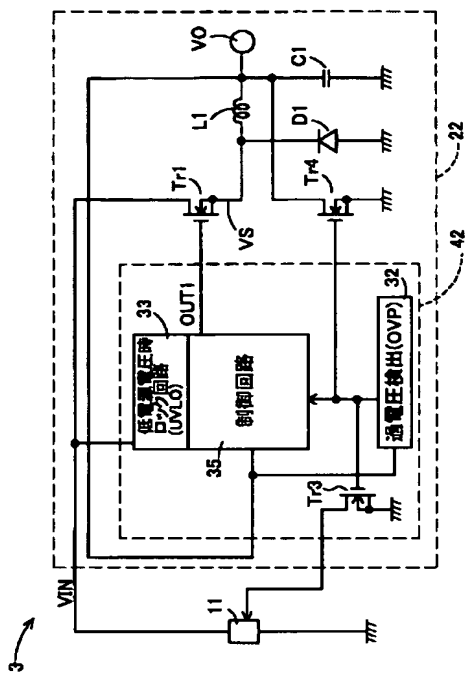 3
VIN
11
VO
L1
C1
D1
Tr1
VS
Tr4
OUT1
33
低電源電圧時
ロック回路
(UVLO)
制御回路
35
32
過電圧検出(OVP)
Tr3
22
42